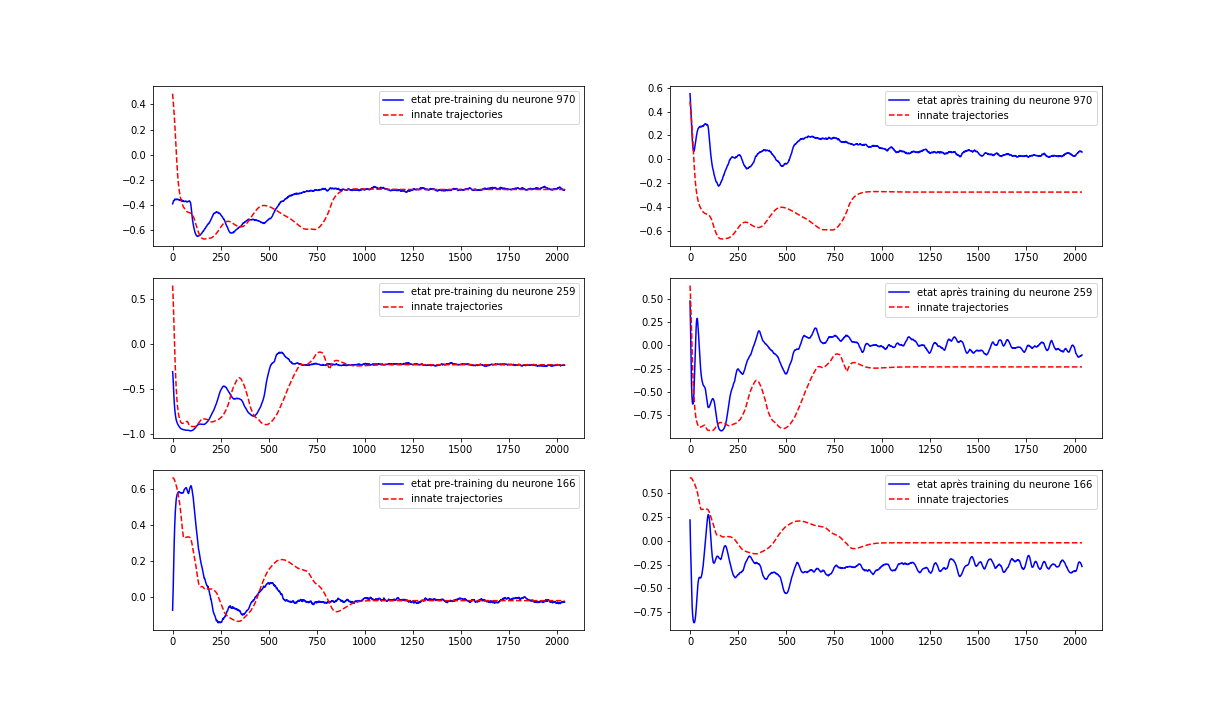 etat pre-training du neurone 970
innate trajectories
0.4
0.2
0.0
−0.2
−0.4
−0.6
0 250 500 750 1000 1250 1500 1750 2000
etat après training du neurone 970
innate trajectories
0.6
0.4
0.2
0.0
−0.2
−0.4
−0.6
0 250 500 750 1000 1250 1500 1750 2000
etat pre-training du neurone 259
innate trajectories
0.5
0.0
−0.5
−1.0
0 250 500 750 1000 1250 1500 1750 2000
etat après training du neurone 259
innate trajectories
0.50
0.25
0.00
−0.25
−0.50
−0.75
0 250 500 750 1000 1250 1500 1750 2000
etat pre-training du neurone 166
innate trajectories
0.6
0.4
0.2
0.0
0 250 500 750 1000 1250 1500 1750 2000
etat après training du neurone 166
innate trajectories
0.50
0.25
0.00
−0.25
−0.50
−0.75
0 250 500 750 1000 1250 1500 1750 2000